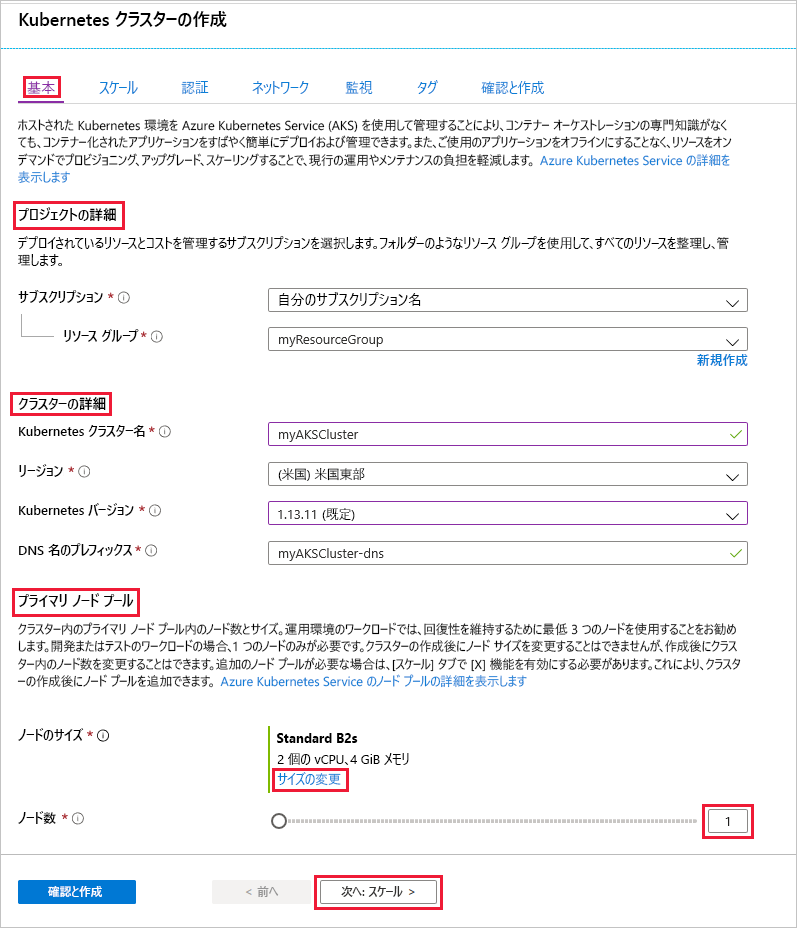 Kubernetes クラスターの作成
基本 スケール 認証 ネットワーク 監視 タグ 確認と作成
ホストされた Kubernetes 環境を Azure Kubernetes Service (AKS) を使用して管理することにより、コンテナー オーケストレーションの専門知識がなく
ても、コンテナー化されたアプリケーションをすばやく簡単にデプロイおよび管理できます。また、ご使用のアプリケーションをオフラインにすることなく、リソースをオン
デマンドでプロビジョニング、アップグレード、スケーリングすることで、現行の運用やメンテナンスの負担を軽減します。 Azure Kubernetes Service の詳細を
表示します
プロジェクトの詳細
デプロイされているリソースとコストを管理するサブスクリプションを選択します。フォルダーのようなリソース グループを使用して、すべてのリソースを整理し、管
理します。
サブスクリプション * 自分のサブスクリプション名
リソース グループ * myResourceGroup
新規作成
クラスターの詳細
Kubernetes クラスター名 * myAKSCluster
リージョン * (米国) 米国東部
Kubernetes バージョン * 1.13.11 (既定)
DNS 名のプレフィックス * myAKSCluster-dns
プライマリ ノード プール
クラスター内のプライマリ ノード プール内のノード数とサイズ。運用環境のワークロードでは、回復性を維持するために最低 3 つのノードを使用することをお勧め
します。開発またはテストのワークロードの場合、1 つのノードのみが必要です。クラスターの作成後にノード サイズを変更することはできませんが、作成後にクラス
ター内のノード数を変更することはできます。追加のノード プールが必要な場合は、[スケール] タブで [X] 機能を有効にする必要があります。これにより、クラスタ
ーの作成後にノード プールを追加できます。 Azure Kubernetes Service のノード プールの詳細を表示します
ノードのサイズ * Standard B2s
2 個の vCPU、4 GiB メモリ
サイズの変更
ノード数 * 1
確認と作成 < 前へ 次へ: スケール >